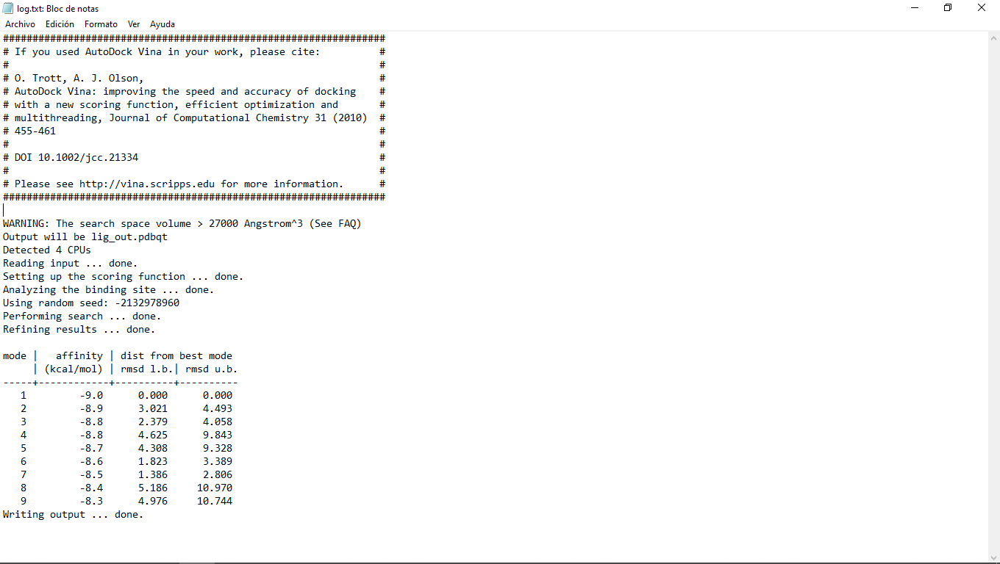 log.txt: Bloc de notas
Archivo Edición Formato Ver Ayuda
#################################################################
# If you used AutoDock Vina in your work, please cite:          #
#                                                               #
# O. Trott, A. J. Olson,                                        #
# AutoDock Vina: improving the speed and accuracy of docking    #
# with a new scoring function, efficient optimization and       #
# multithreading, Journal of Computational Chemistry 31 (2010)  #
# 455-461                                                       #
#                                                               #
# DOI 10.1002/jcc.21334                                         #
#                                                               #
# Please see http://vina.scripps.edu for more information.      #
#################################################################
WARNING: The search space volume > 27000 Angstrom^3 (See FAQ)
Output will be lig_out.pdbqt
Detected 4 CPUs
Reading input ... done.
Setting up the scoring function ... done.
Analyzing the binding site ... done.
Using random seed: -2132978960
Performing search ... done.
Refining results ... done.
mode |   affinity | dist from best mode
     | (kcal/mol) | rmsd l.b.| rmsd u.b.
-----+------------+----------+----------
   1         -9.0      0.000      0.000
   2         -8.9      3.021      4.493
   3         -8.8      2.379      4.058
   4         -8.8      4.625      9.843
   5         -8.7      4.308      9.328
   6         -8.6      1.823      3.389
   7         -8.5      1.386      2.806
   8         -8.4      5.186     10.970
   9         -8.3      4.976     10.744
Writing output ... done.